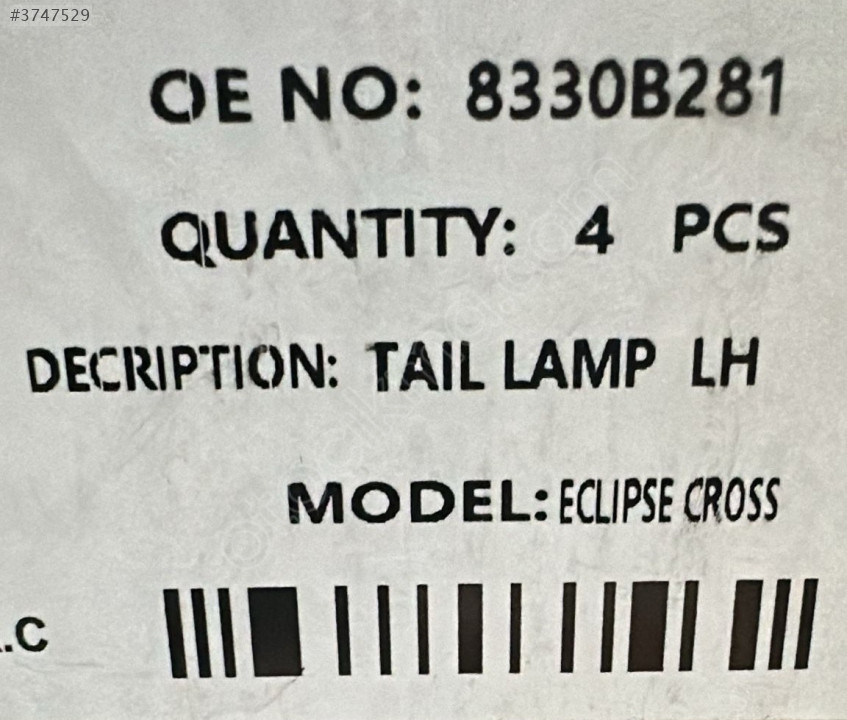 #3747529
OE NO: 8330B281
QUANTITY: 4 PCS
DECRIPTION: TAIL LAMP LH
MODEL: ECLIPSE CROSS
.C